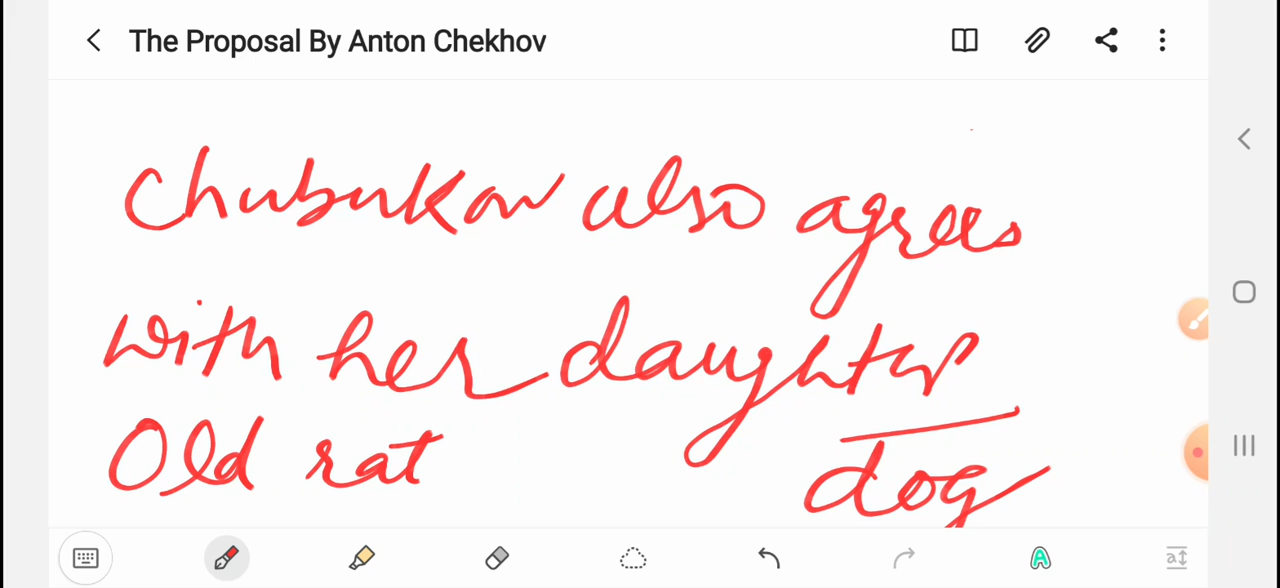 The Proposal By Anton Chekhov
Chubukov also agrees
with her daughter
Old rat dog